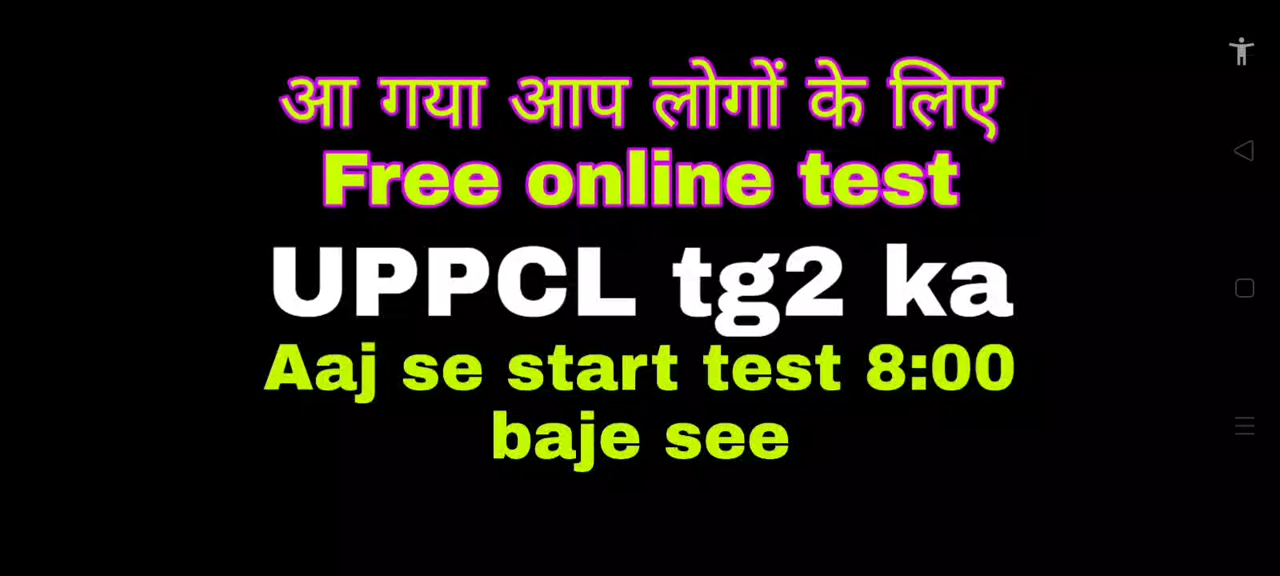 आ गया आप लोगों के लिए
Free online test
UPPCL tg2 ka
Aaj se start test 8:00
baje see